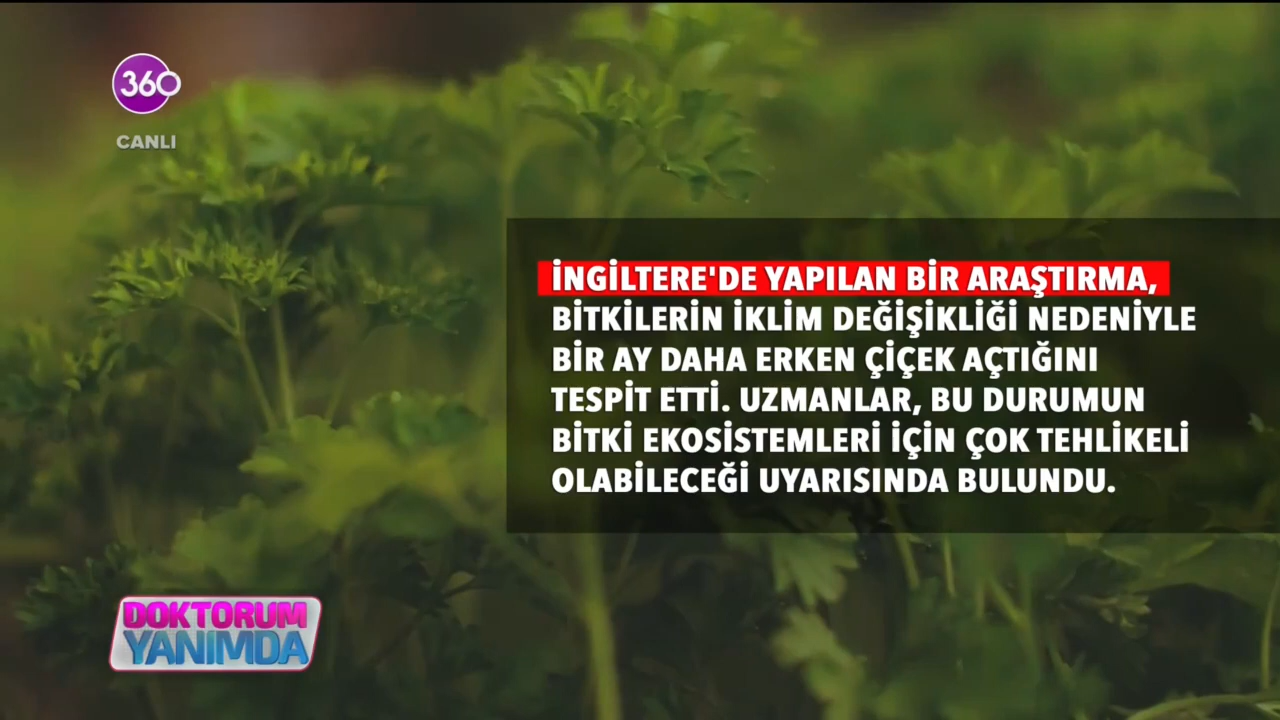 360
CANLI
İNGİLTERE'DE YAPILAN BİR ARAŞTIRMA,
BİTKİLERİN İKLİM DEĞİŞİKLİĞİ NEDENİYLE
BİR AY DAHA ERKEN ÇİÇEK AÇTIĞINI
TESPİT ETTİ. UZMANLAR, BU DURUMUN
BİTKİ EKOSİSTEMLERİ İÇİN ÇOK TEHLİKELİ
OLABİLECEĞİ UYARISINDA BULUNDU.
DOKTORUM
YANIMDA